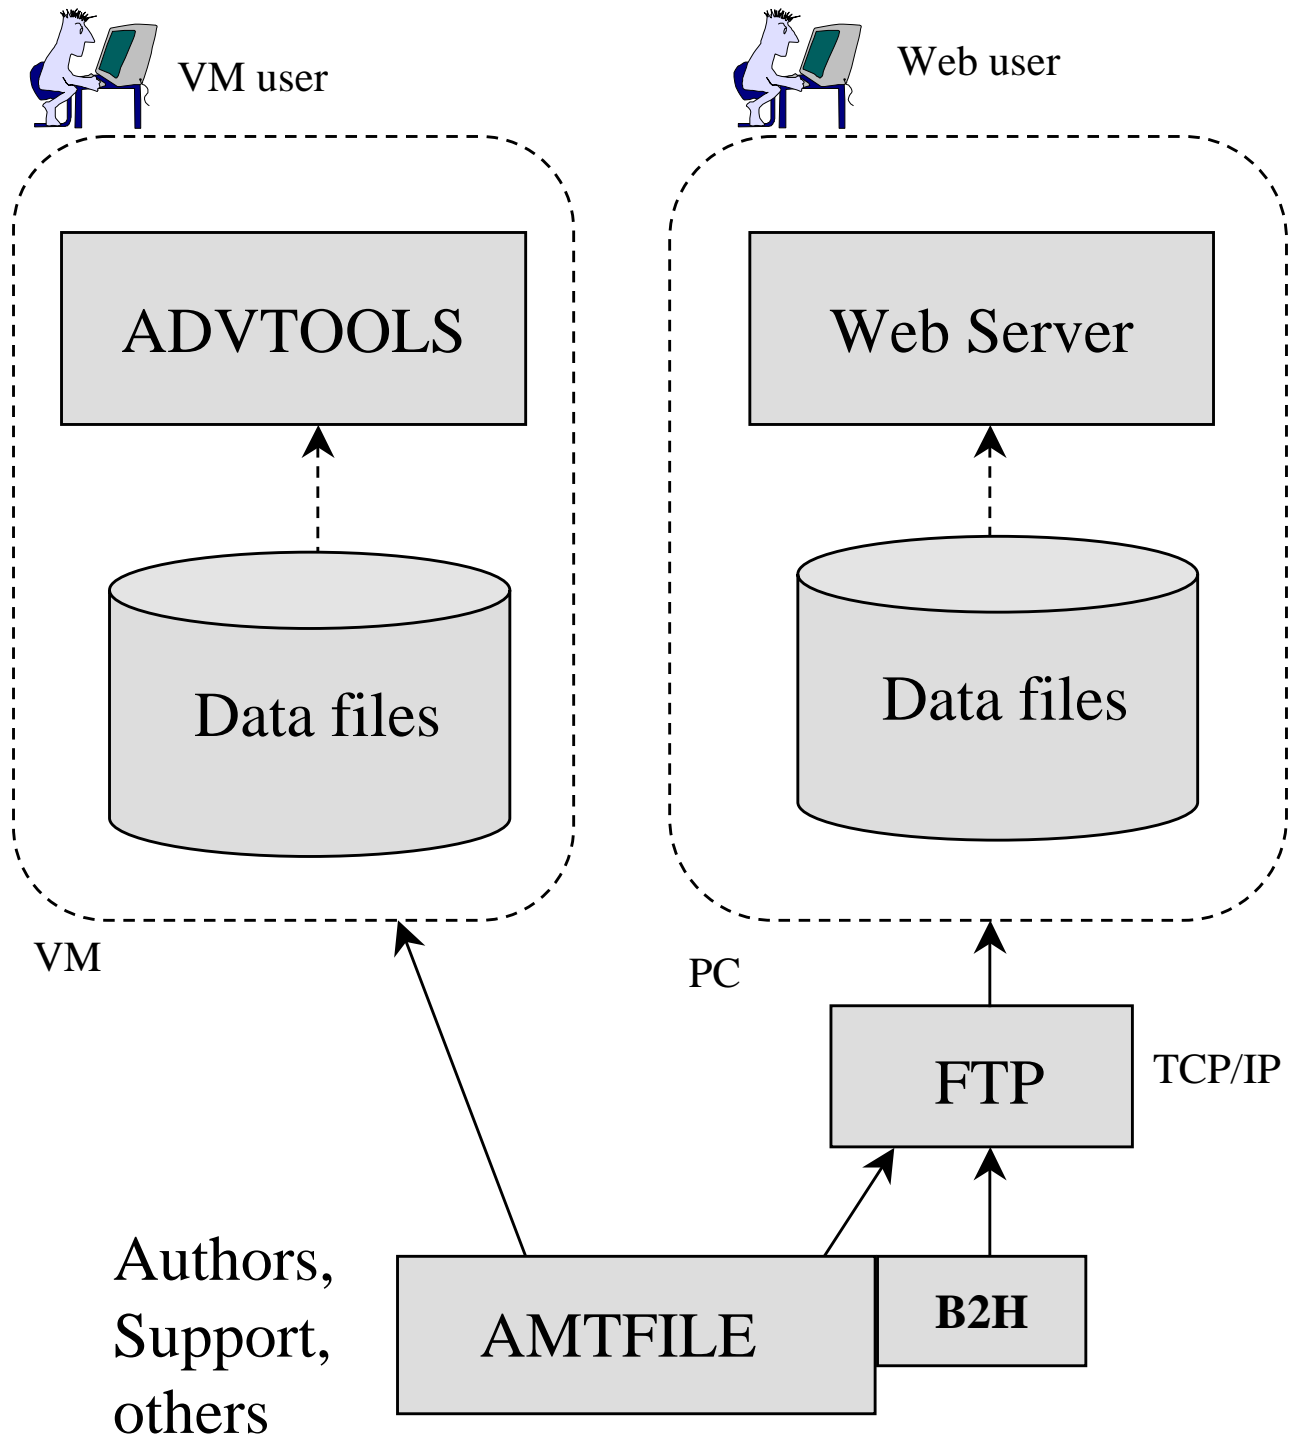 VM user
Web user
ADVTOOLS
Web Server
Data files
Data files
VM
PC
FTP
TCP/IP
Authors,
Support,
others
AMTFILE
B2H